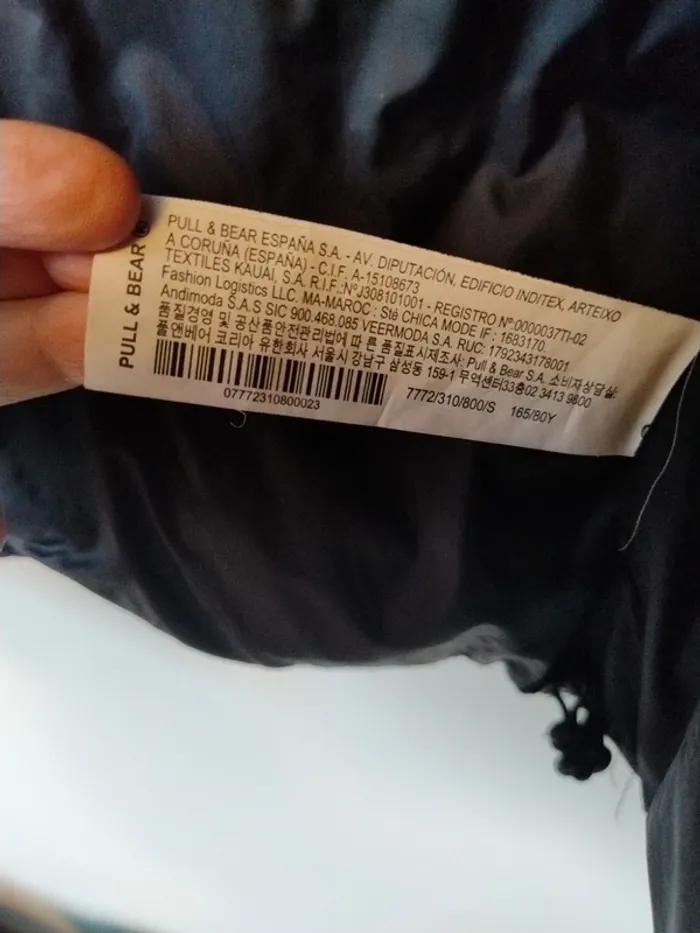 PULL & BEAR®
PULL & BEAR ESPAÑA S.A. - AV. DIPUTACIÓN, EDIFICIO INDITEX, ARTEIXO
A CORUÑA (ESPAÑA) - C.I.F. A-15108673
TEXTILES KAUAI, S.A. R.I.F.:NºJ308101001 - REGISTRO Nº:0000037TI-02
Fashion Logistics LLC. MA-MAROC : Sté CHICA MODE IF : 1683170
Andimoda S.A.S SIC 900.468.085 VEERMODA S.A. RUC: 1792343178001
품질경영 및 공산품안전관리법에 따른 품질표시제조사: Pull & Bear S.A. 소비자상담실:
풀앤베어 코리아 유한회사 서울시 강남구 삼성동 159-1 무역센터33층02 3413 9800
07772310800023
7772/310/800/S 165/80Y